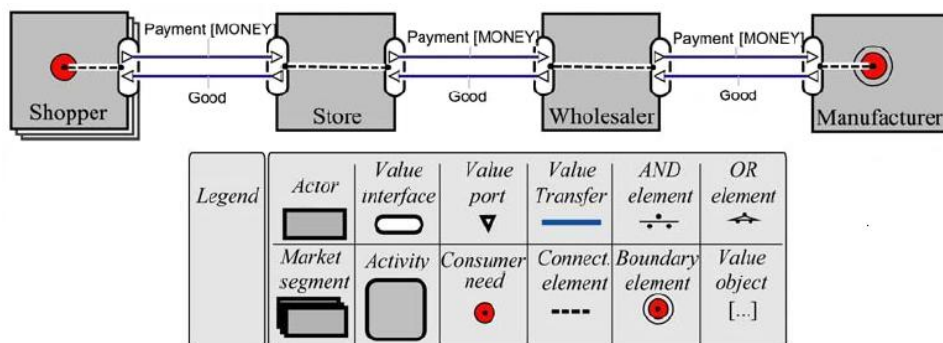 Payment [MONEY]
Payment [MONEY]
Payment [MONEY]
Good
Good
Good
Shopper
Store
Wholesaler
Manufacturer
Legend
Actor
Value
interface
Value
port
Value
Transfer
AND
element
OR
element
Market
segment
Activity
Consumer
need
Connect.
element
Boundary
element
Value
object
[...]